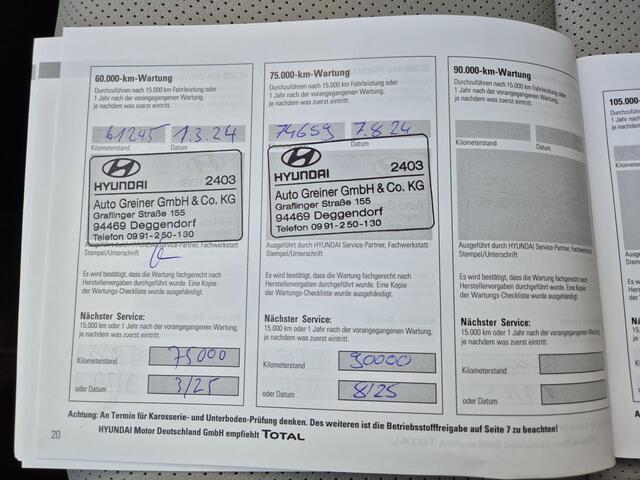 60.000-km-Wartung
Durchzuführen nach 15.000 km Fahrleistung oder
1 Jahr nach der vorangegangenen Wartung,
je nachdem was zuerst eintritt.
61245 1.3.24
Kilometerstand Datum
HYUNDAI 2403
Auto Greiner GmbH & Co. KG
Graflinger Straße 155
94469 Deggendorf
Telefon 0991-250-130
Ausgeführt durch HYUNDAI Service-Partner, Fachwerkstatt
Stempel/Unterschrift
Es wird bestätigt, dass die Wartung fachgerecht nach
Herstellervorgaben durchgeführt wurde. Eine Kopie
der Wartungs-Checkliste wurde ausgehändigt.
Nächster Service:
15.000 km oder 1 Jahr nach der vorangegangenen Wartung,
je nachdem was zuerst eintritt.
Kilometerstand 75000
oder Datum 3/25
75.000-km-Wartung
Durchzuführen nach 15.000 km Fahrleistung oder
1 Jahr nach der vorangegangenen Wartung,
je nachdem was zuerst eintritt.
74659 7.8.24
Kilometerstand Datum
HYUNDAI 2403
Auto Greiner GmbH & Co. KG
Graflinger Straße 155
94469 Deggendorf
Telefon 0991-250-130
Ausgeführt durch HYUNDAI Service-Partner, Fachwerkstatt
Stempel/Unterschrift
Es wird bestätigt, dass die Wartung fachgerecht nach
Herstellervorgaben durchgeführt wurde. Eine Kopie
der Wartungs-Checkliste wurde ausgehändigt.
Nächster Service:
15.000 km oder 1 Jahr nach der vorangegangenen Wartung,
je nachdem was zuerst eintritt.
Kilometerstand 90000
oder Datum 8/25
90.000-km-Wartung
Durchzuführen nach 15.000 km Fahrleistung oder
1 Jahr nach der vorangegangenen Wartung,
je nachdem was zuerst eintritt.
Kilometerstand Datum
Ausgeführt durch HYUNDAI Service-Partner, Fachwerkstatt
Stempel/Unterschrift
Es wird bestätigt, dass die Wartung fachgerecht nach
Herstellervorgaben durchgeführt wurde. Eine Kopie
der Wartungs-Checkliste wurde ausgehändigt.
Nächster Service:
15.000 km oder 1 Jahr nach der vorangegangenen Wartung,
je nachdem was zuerst eintritt.
Kilometerstand
oder Datum
Achtung: An Termin für Karosserie- und Unterboden-Prüfung denken. Des weiteren ist die Betriebsstofffreigabe auf Seite 7 zu beachten!
20 HYUNDAI Motor Deutschland GmbH empfiehlt TOTAL